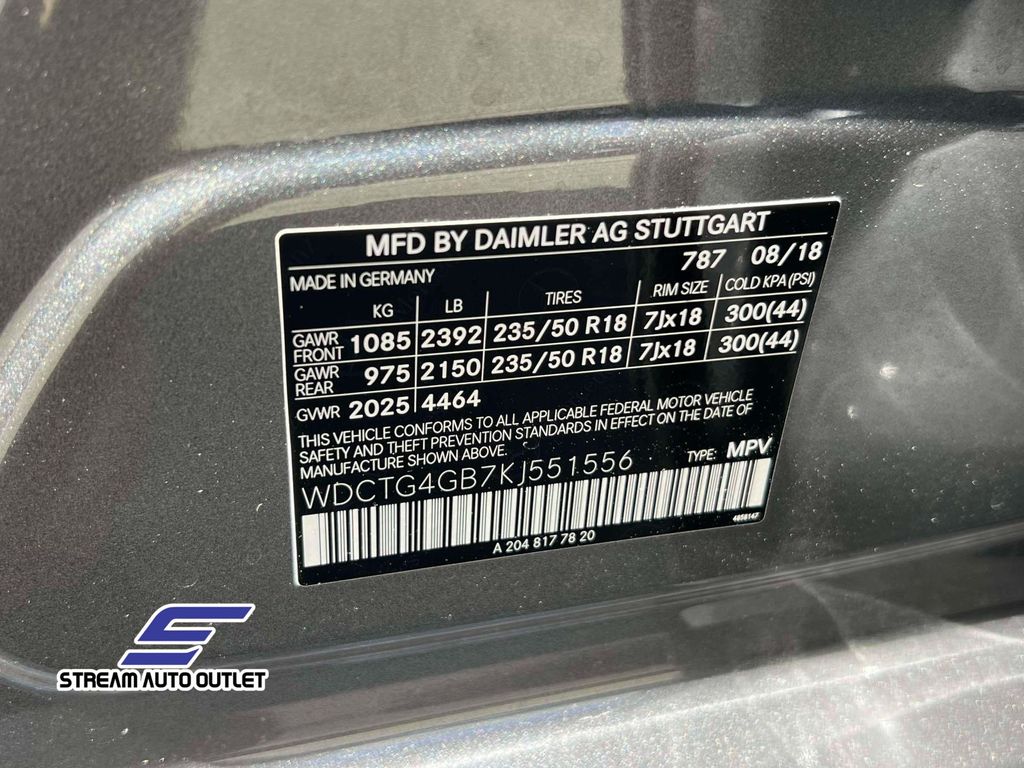 MFD BY DAIMLER AG STUTTGART
787 08/18
MADE IN GERMANY
KG LB TIRES RIM SIZE COLD KPA (PSI)
GAWR FRONT 1085 2392 235/50 R18 7Jx18 300(44)
GAWR REAR 975 2150 235/50 R18 7Jx18 300(44)
GVWR 2025 4464
THIS VEHICLE CONFORMS TO ALL APPLICABLE FEDERAL MOTOR VEHICLE
SAFETY AND THEFT PREVENTION STANDARDS IN EFFECT ON THE DATE OF
MANUFACTURE SHOWN ABOVE.
TYPE: MPV
WDCTG4GB7KJ551556
4858147
A 204 817 78 20
STREAM AUTO OUTLET